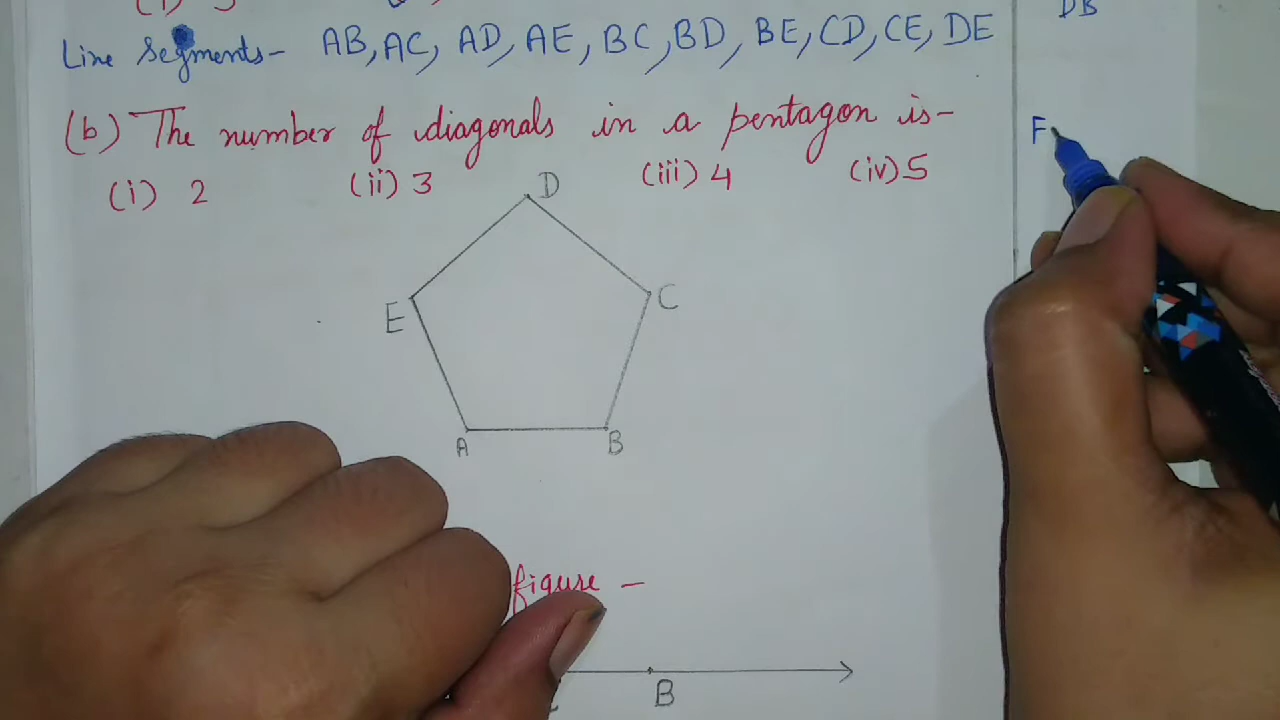 Line Segments- AB, AC, AD, AE, BC, BD, BE, CD, CE, DE
DB
(b) The number of diagonals in a pentagon is-
F
(i) 2 (ii) 3 (iii) 4 (iv) 5
D
E
C
A
B
figure -
B